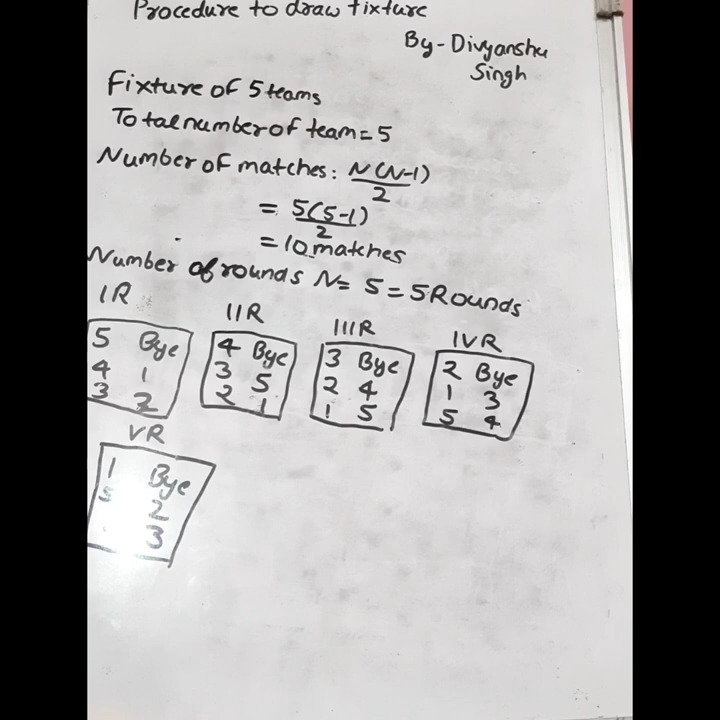 Procedure to draw fixture
By - Divyanshu
Singh
Fixture of 5 teams
Total number of team = 5
Number of matches: N(N-1)
2
= 5(5-1)
2
= 10 matches
Number of rounds N = 5 = 5 Rounds
IR
5 Bye
4 1
3 2
IIR
4 Bye
3 5
2 1
IIIR
3 Bye
2 4
1 5
IVR
2 Bye
1 3
5 4
VR
1 Bye
5 2
3